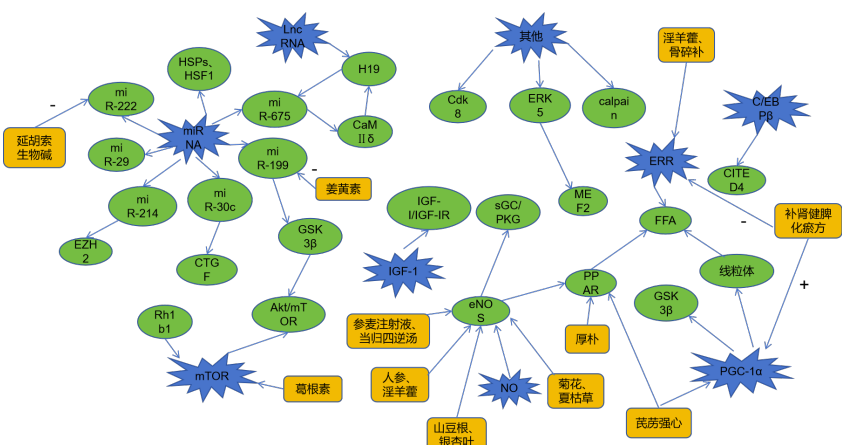 Lnc
RNA
其他
淫羊藿、
骨碎补
HSPs、
HSF1
H19
mi
R-222
mi
R-675
Cdk
8
ERK
5
calpai
n
C/EB
Pβ
-
miR
NA
CaM
IIδ
延胡索
生物碱
mi
R-29
mi
R-199
-
ERR
CITE
D4
姜黄素
mi
R-214
mi
R-30c
IGF-
I/IGF-IR
sGC/
PKG
ME
F2
FFA
-
补肾健脾
化瘀方
EZH
2
GSK
3β
CTG
F
IGF-1
线粒体
+
PP
AR
GSK
3β
Rh1
b1
Akt/mT
OR
eNO
S
参麦注射液、
当归四逆汤
厚朴
mTOR
葛根素
人参、
淫羊藿
NO
菊花、
夏枯草
PGC-1α
芪苈强心
山豆根、
银杏叶